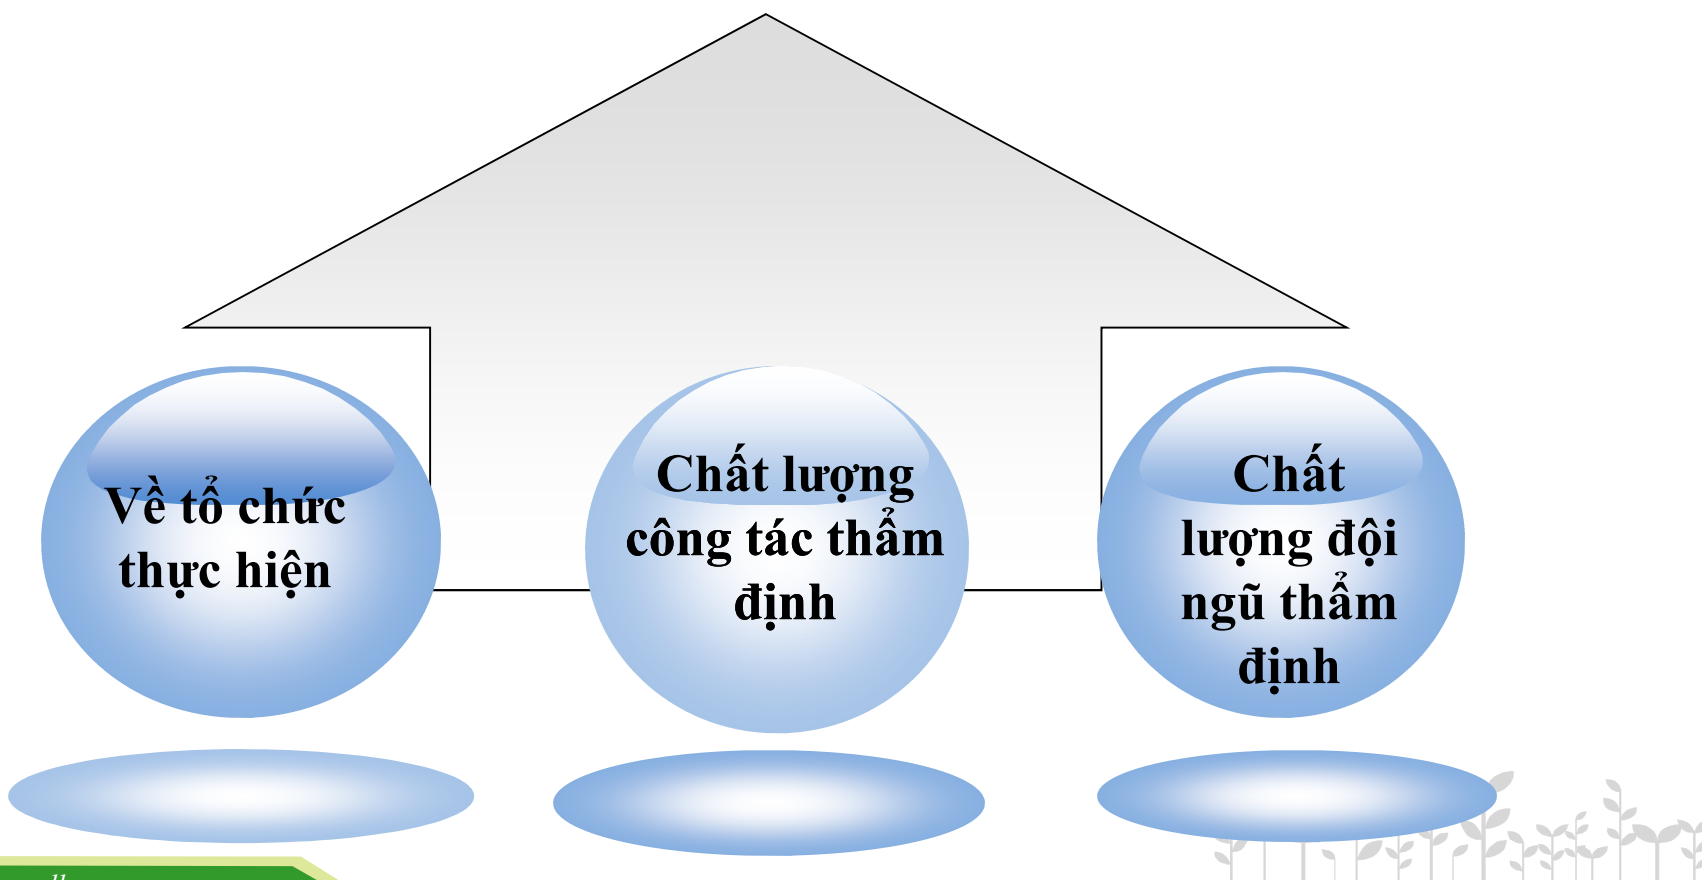 Về tổ chức
thực hiện
Chất lượng
công tác thẩm
định
Chất
lượng đội
ngũ thẩm
định